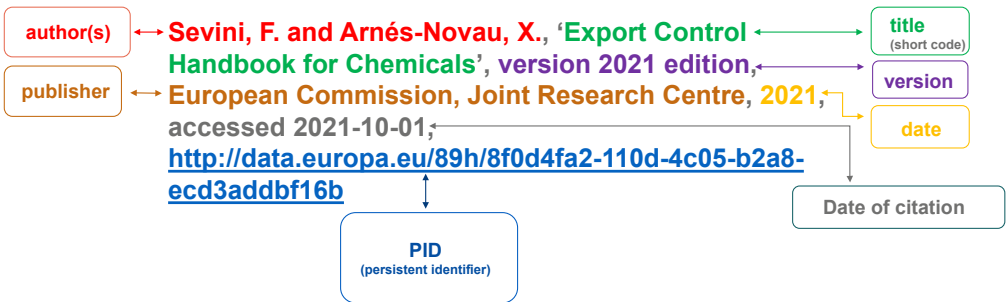 author(s)
Sevini, F. and Arnés-Novau, X., ‘Export Control
title
(short code)
Handbook for Chemicals’, version 2021 edition,
version
publisher
European Commission, Joint Research Centre, 2021,
date
accessed 2021-10-01,
http://data.europa.eu/89h/8f0d4fa2-110d-4c05-b2a8-
ecd3addbf16b
Date of citation
PID
(persistent identifier)